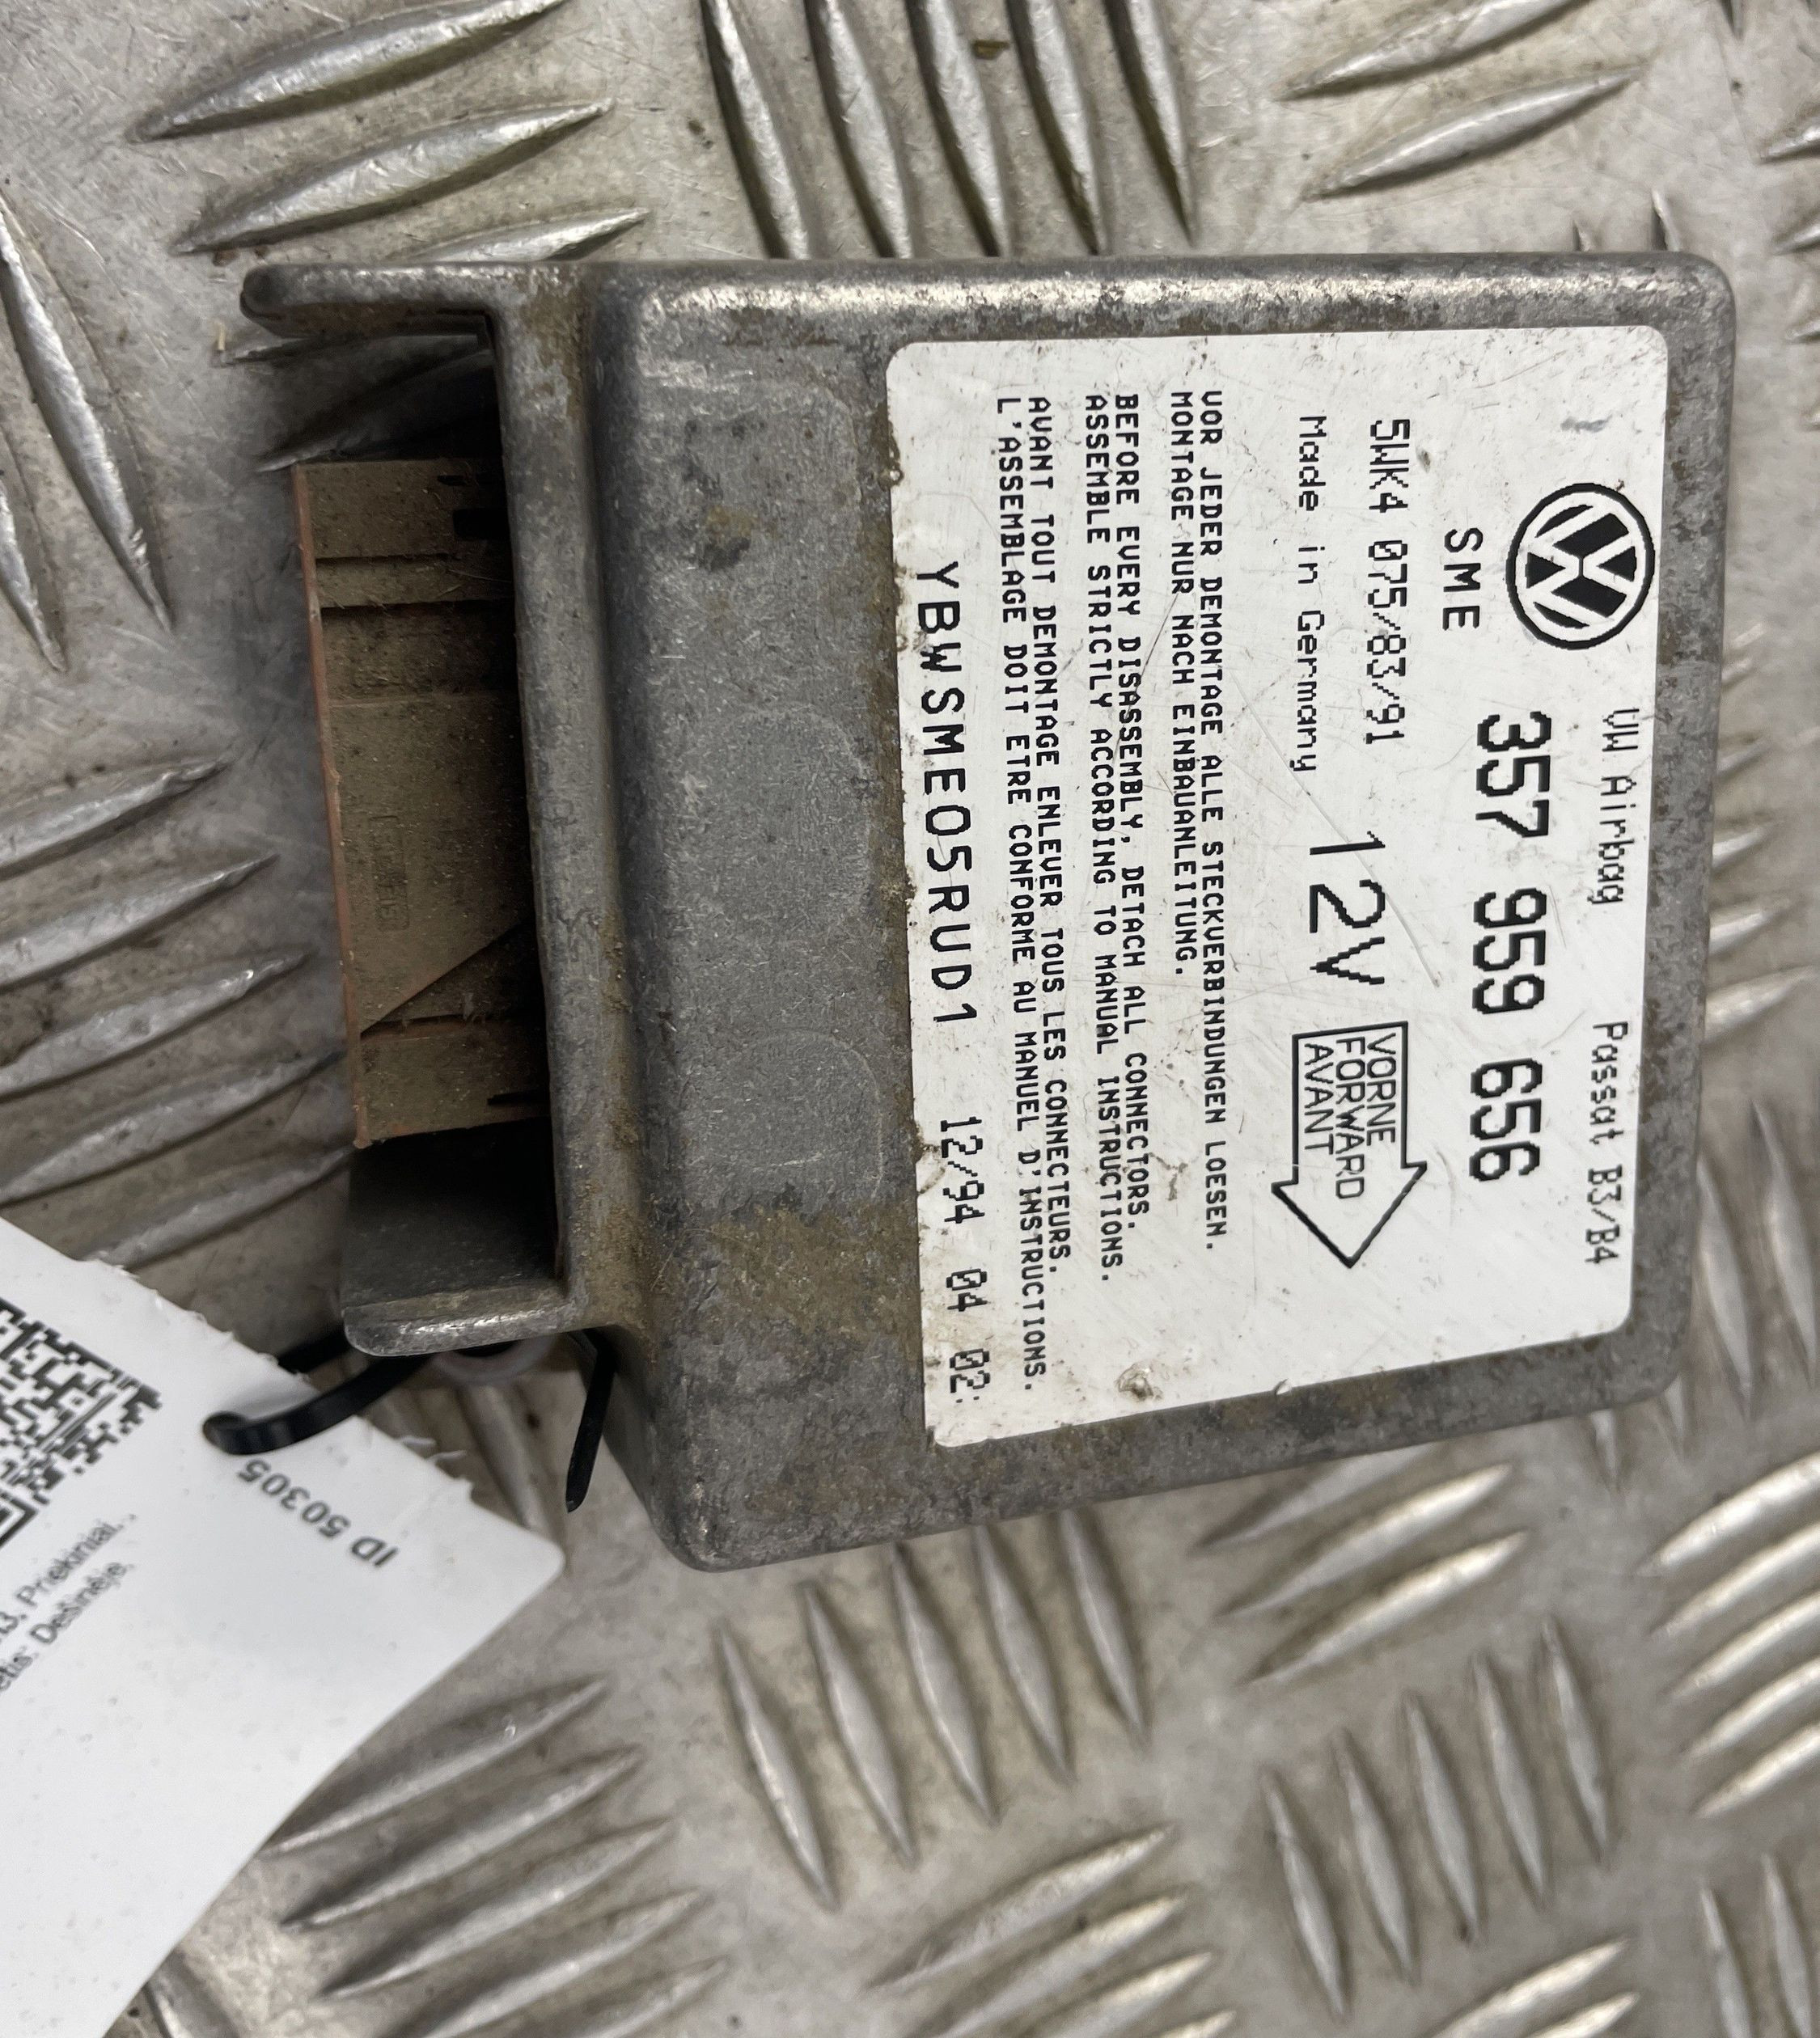 VW Airbag Passat B3/B4
SME 357 959 656
5WK4 075/83/91
Made in Germany 12V
VORNE
FORWARD
AVANT
VOR JEDER DEMONTAGE ALLE STECKVERBINDUNGEN LOESEN.
MONTAGE NUR NACH EINBAUANLEITUNG.
BEFORE EVERY DISASSEMBLY, DETACH ALL CONNECTORS.
ASSEMBLE STRICTLY ACCORDING TO MANUAL INSTRUCTIONS.
AVANT TOUT DEMONTAGE ENLEVER TOUS LES CONNECTEURS.
L'ASSEMBLAGE DOIT ETRE CONFORME AU MANUEL D'INSTRUCTIONS.
YBWSME05RUD1 12/94 04 02:
ID 50305
Priekiniai,
Dešinėje,